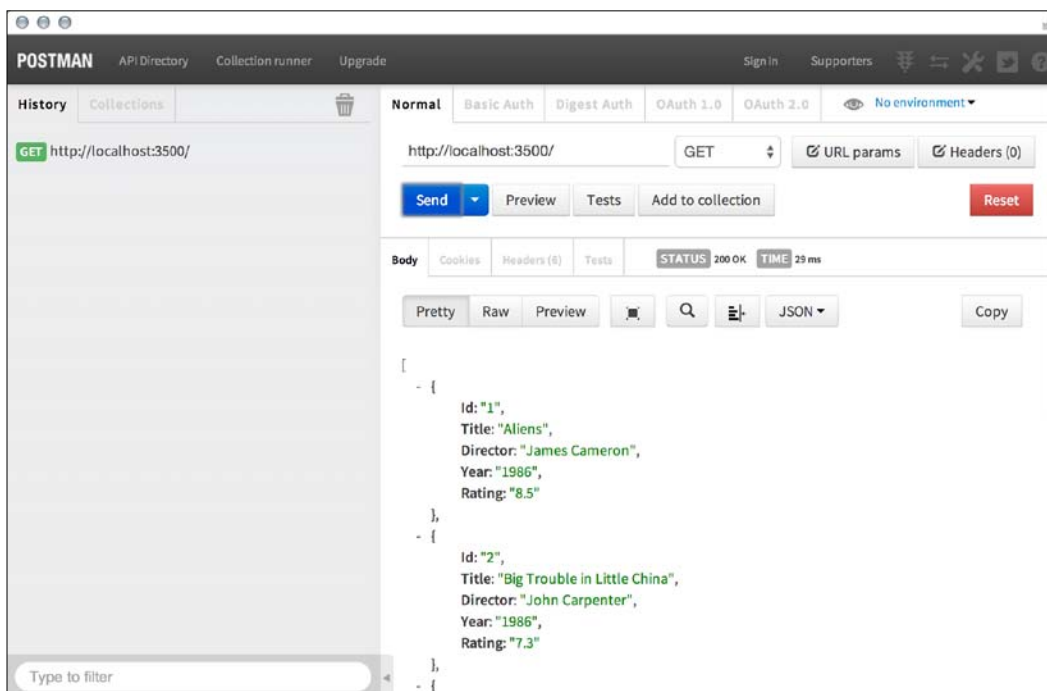 POSTMAN API Directory Collection runner Upgrade Sign in Supporters
History Collections
GET http://localhost:3500/
Type to filter
Normal Basic Auth Digest Auth OAuth 1.0 OAuth 2.0 No environment
http://localhost:3500/ GET URL params Headers (0)
Send Preview Tests Add to collection Reset
Body Cookies Headers (6) Tests STATUS 200 OK TIME 29 ms
Pretty Raw Preview JSON Copy
[
- {
Id: "1",
Title: "Aliens",
Director: "James Cameron",
Year: "1986",
Rating: "8.5"
},
- {
Id: "2",
Title: "Big Trouble in Little China",
Director: "John Carpenter",
Year: "1986",
Rating: "7.3"
},
- {